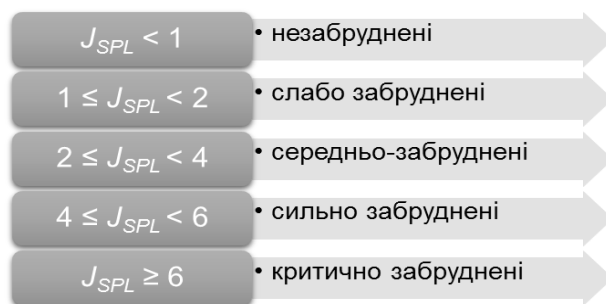 J_SPL < 1 • незабруднені
1 ≤ J_SPL < 2 • слабо забруднені
2 ≤ J_SPL < 4 • середньо-забруднені
4 ≤ J_SPL < 6 • сильно забруднені
J_SPL ≥ 6 • критично забруднені